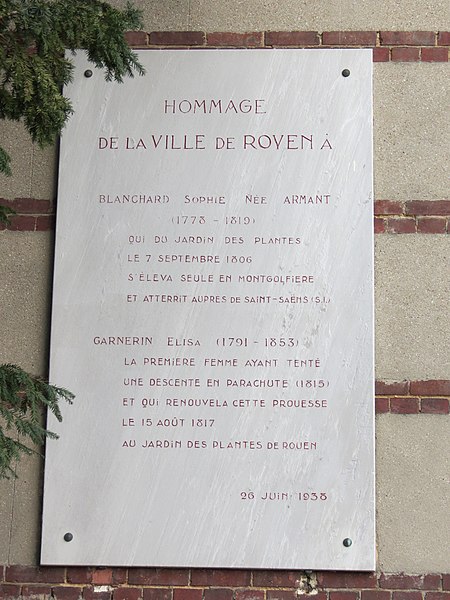 HOMMAGE
DE LA VILLE DE ROVEN À
BLANCHARD SOPHIE NÉE ARMANT
(1778 - 1819)
QUI DU JARDIN DES PLANTES
LE 7 SEPTEMBRE 1806
S'ÉLEVA SEULE EN MONTGOLFIERE
ET ATTERRIT AUPRES DE SAINT-SAËNS (S.I.)
GARNERIN ELISA (1791 - 1853)
LA PREMIÈRE FEMME AYANT TENTÉ
UNE DESCENTE EN PARACHUTE (1815)
ET QUI RENOUVELA CETTE PROUESSE
LE 15 AOÛT 1817
AU JARDIN DES PLANTES DE ROUEN
26 JUIN 1938